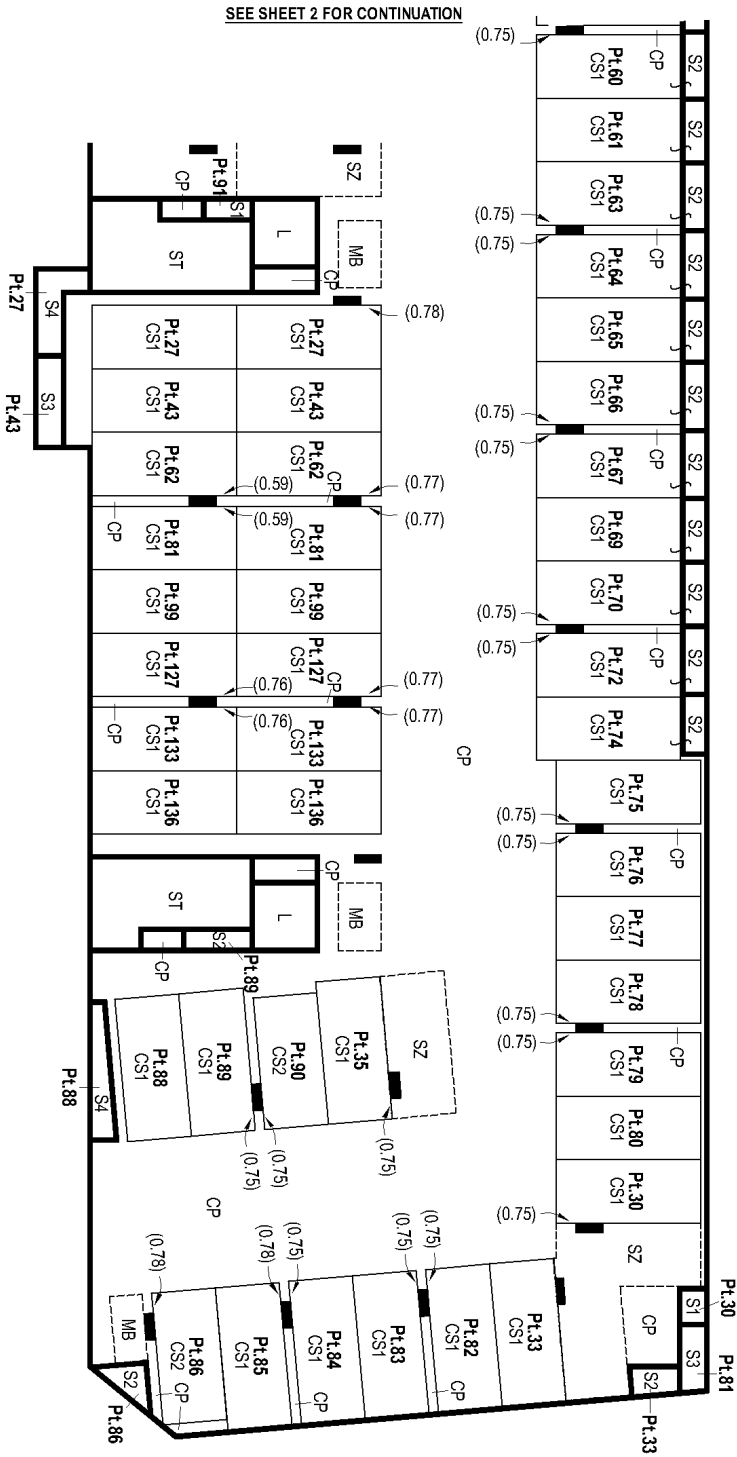 SEE SHEET 2 FOR CONTINUATION
(0.75)
CP
S2
Pt.60
CS1
S2
Pt.61
CS1
S2
Pt.63
CS1
(0.75)
(0.75)
CP
S2
Pt.64
CS1
S2
Pt.65
CS1
S2
Pt.66
CS1
(0.75)
(0.75)
CP
S2
Pt.67
CS1
S2
Pt.69
CS1
S2
Pt.70
CS1
(0.75)
(0.75)
CP
S2
Pt.72
CS1
S2
Pt.74
CS1
Pt.75
CS1
(0.75)
(0.75)
CP
Pt.76
CS1
Pt.77
CS1
Pt.78
CS1
(0.75)
(0.75)
CP
Pt.79
CS1
Pt.80
CS1
Pt.30
CS1
(0.75)
SZ
SZ
Pt.91
CP
S1
L
MB
ST
CP
Pt.27
S4
S3
Pt.43
(0.78)
Pt.27
CS1
Pt.27
CS1
Pt.43
CS1
Pt.43
CS1
Pt.62
CS1
Pt.62
CS1
(0.59)
CP
(0.77)
CP
(0.59)
(0.77)
Pt.81
CS1
Pt.81
CS1
Pt.99
CS1
Pt.99
CS1
Pt.127
CS1
Pt.127
CS1
(0.76)
CP
(0.77)
CP
(0.76)
(0.77)
Pt.133
CS1
Pt.133
CS1
CP
Pt.136
CS1
Pt.136
CS1
CP
ST
L
MB
S2
CP
Pt.89
Pt.88
S4
Pt.88
CS1
Pt.89
CS1
Pt.90
CS2
Pt.35
CS1
SZ
(0.75)
(0.75)
(0.75)
CP
(0.78)
(0.78)
(0.75)
(0.75)
(0.75)
MB
Pt.86
CS2
Pt.85
CS1
Pt.84
CS1
Pt.83
CS1
Pt.82
CS1
Pt.33
CS1
CP
S1
Pt.30
S3
Pt.81
S2
Pt.33
S2
Pt.86
CP
CP
CP